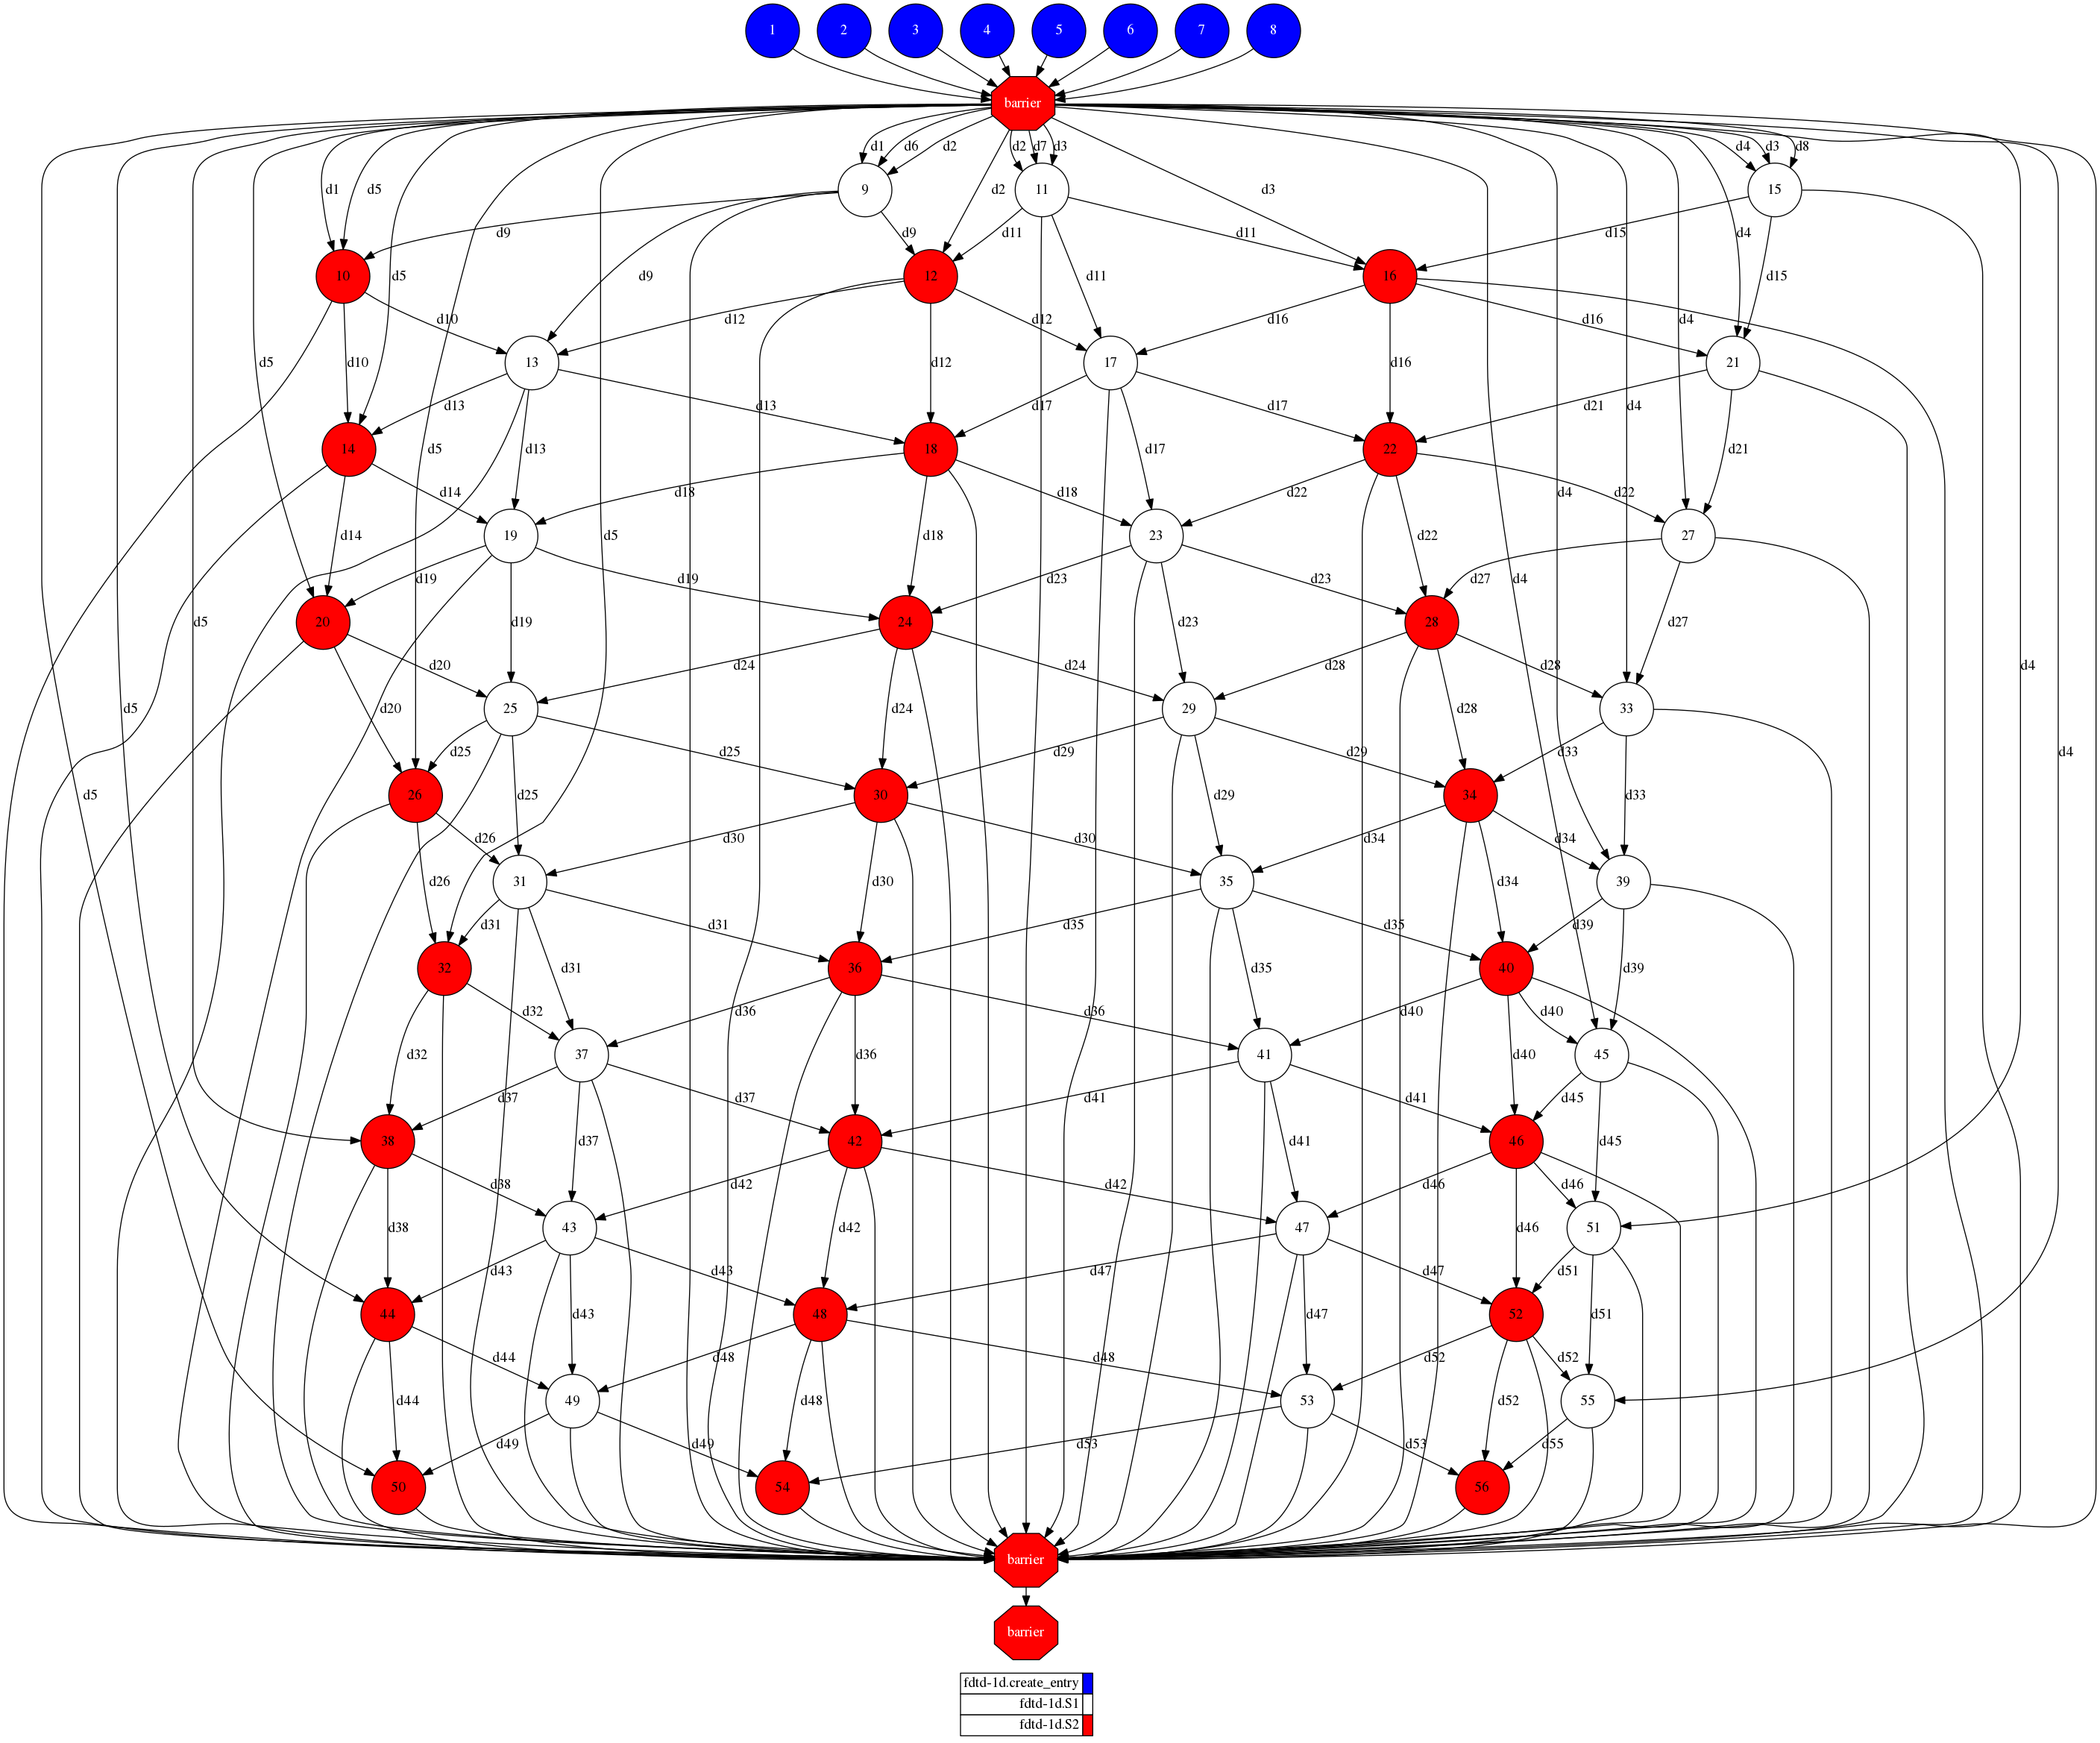 1 2 3 4 5 6 7 8
barrier
d1 d6 d2 d2 d7 d3 d4 d3 d8
d1 d5 9 d2 11 d3 15
d9 d9 d11 d11 d4 d15
10 d5 d9 12 d11 16 d15
d10 d12 d12 d16 d16 d4
d5 d10 13 d12 17 d16 21
d13 d13 d17 d17 d21 d4
14 d5 d13 18 d17 22 d21
d14 d18 d18 d22 d22 d4
d14 19 d5 d18 23 d22 27
d19 d19 d23 d23 d27 d4
20 d5 d19 24 d23 28 d27
d20 d24 d24 d28 d28 d4
d5 d20 25 d24 29 d28 33
d25 d25 d29 d29 d33
d5 26 d25 30 d29 34 d33 d4
d26 d30 d30 d34 d34
d26 31 d30 35 d34 39
d31 d31 d35 d35 d39
32 d31 36 d35 40 d39
d32 d36 d36 d40 d40
d32 37 d36 41 d40 45
d37 d37 d41 d41 d45
38 d37 42 d41 46 d45
d38 d42 d42 d46 d46
d38 43 d42 47 d46 51
d43 d43 d47 d47 d51
44 d43 48 d47 52 d51
d44 d48 d48 d52 d52
d44 49 d48 53 d52 55
d49 d49 d53 d53 d55
50 54 56
barrier
barrier
fdtd-1d.create_entry
fdtd-1d.S1
fdtd-1d.S2